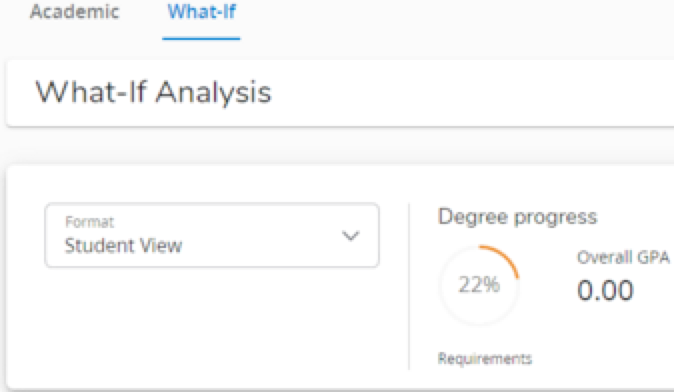 Academic What-If
What-If Analysis
Format
Student View
Degree progress
22%
Overall GPA
0.00
Requirements